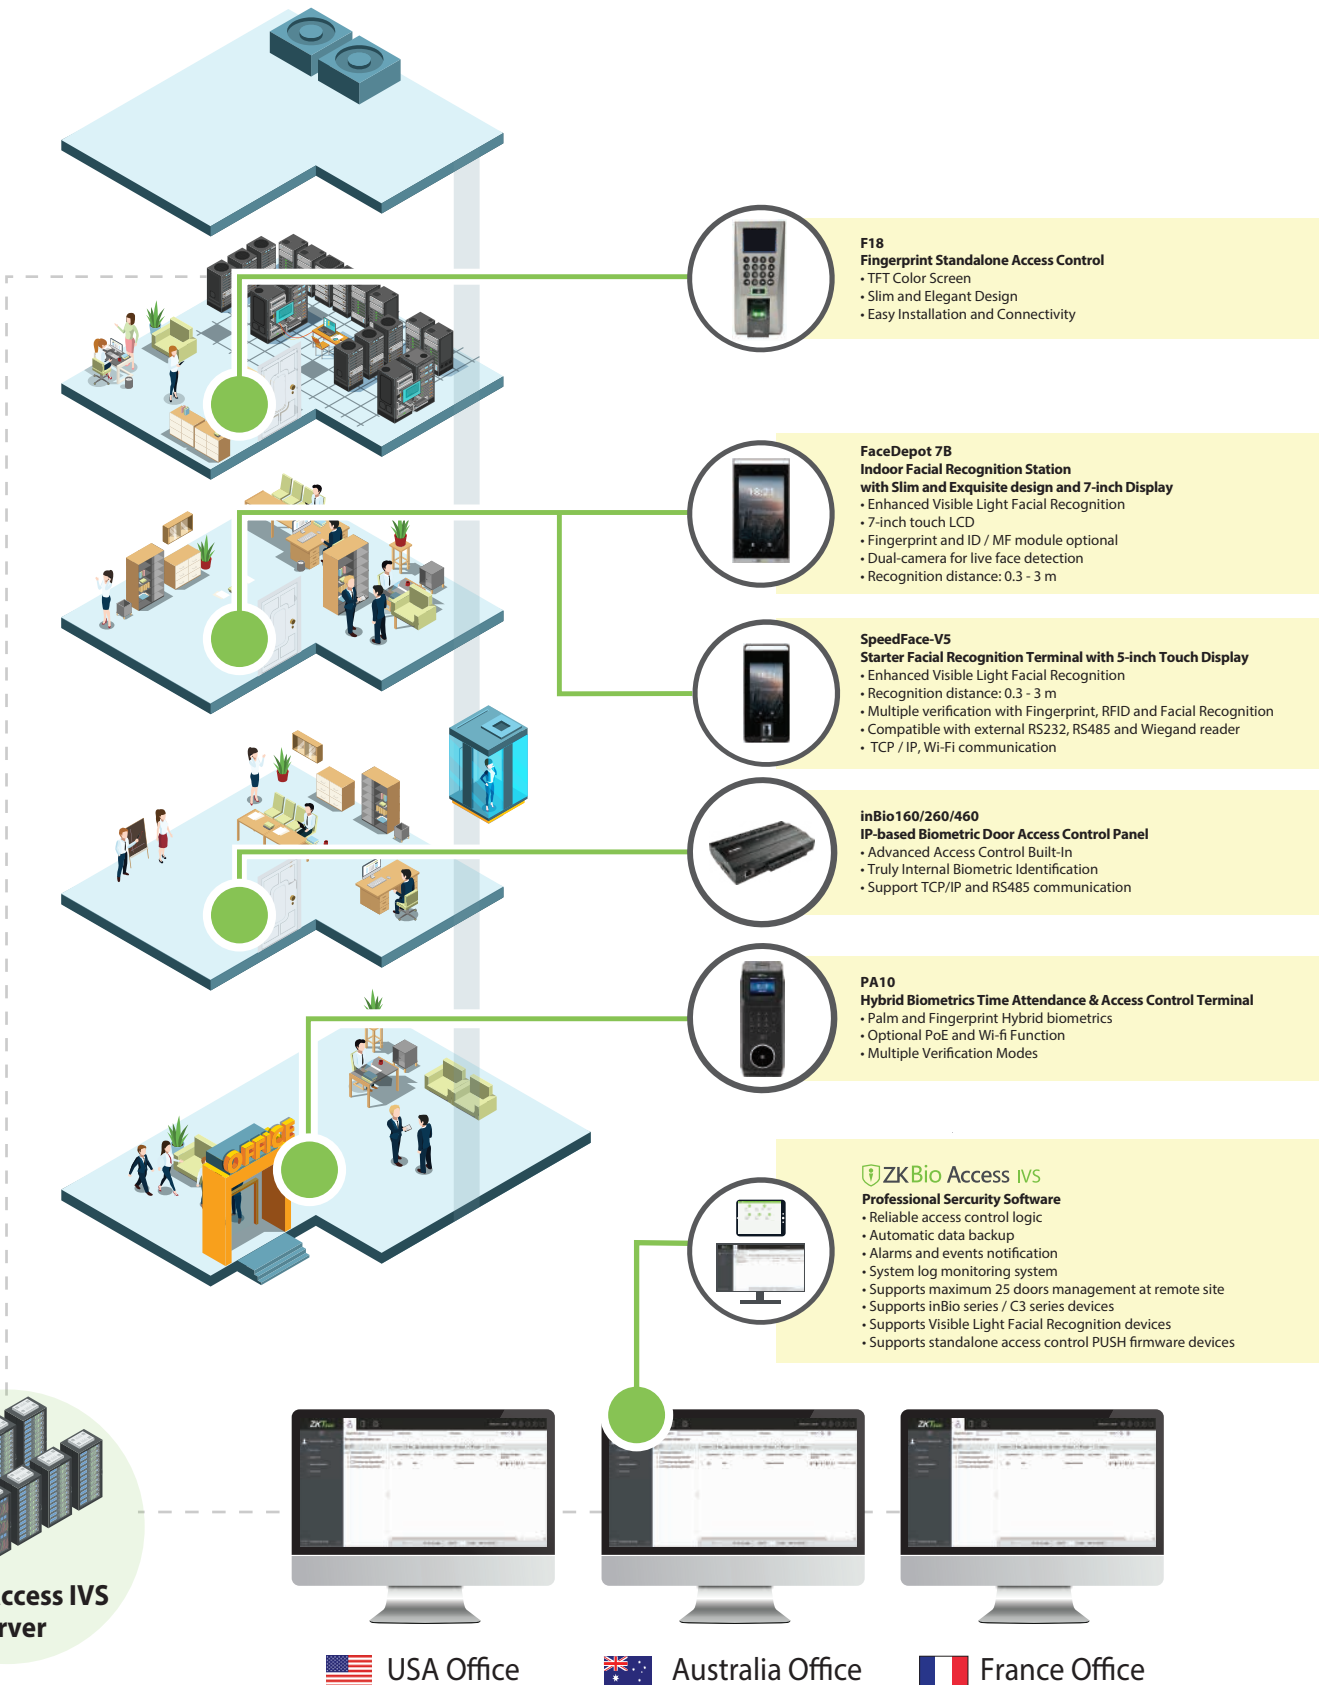 F18
Fingerprint Standalone Access Control
• TFT Color Screen
• Slim and Elegant Design
• Easy Installation and Connectivity
18:21
FaceDepot 7B
Indoor Facial Recognition Station
with Slim and Exquisite design and 7-inch Display
• Enhanced Visible Light Facial Recognition
• 7-inch touch LCD
• Fingerprint and ID / MF module optional
• Dual-camera for live face detection
• Recognition distance: 0.3 - 3 m
SpeedFace-V5
Starter Facial Recognition Terminal with 5-inch Touch Display
• Enhanced Visible Light Facial Recognition
• Recognition distance: 0.3 - 3 m
• Multiple verification with Fingerprint, RFID and Facial Recognition
• Compatible with external RS232, RS485 and Wiegand reader
• TCP / IP, Wi-Fi communication
inBio160/260/460
IP-based Biometric Door Access Control Panel
• Advanced Access Control Built-In
• Truly Internal Biometric Identification
• Support TCP/IP and RS485 communication
PA10
Hybrid Biometrics Time Attendance & Access Control Terminal
• Palm and Fingerprint Hybrid biometrics
• Optional PoE and Wi-fi Function
• Multiple Verification Modes
OFFICE
ZKBio Access IVS
Professional Sercurity Software
• Reliable access control logic
• Automatic data backup
• Alarms and events notification
• System log monitoring system
• Supports maximum 25 doors management at remote site
• Supports inBio series / C3 series devices
• Supports Visible Light Facial Recognition devices
• Supports standalone access control PUSH firmware devices
ccess IVS
rver
ZKTeco
ZKTeco
USA Office
Australia Office
France Office